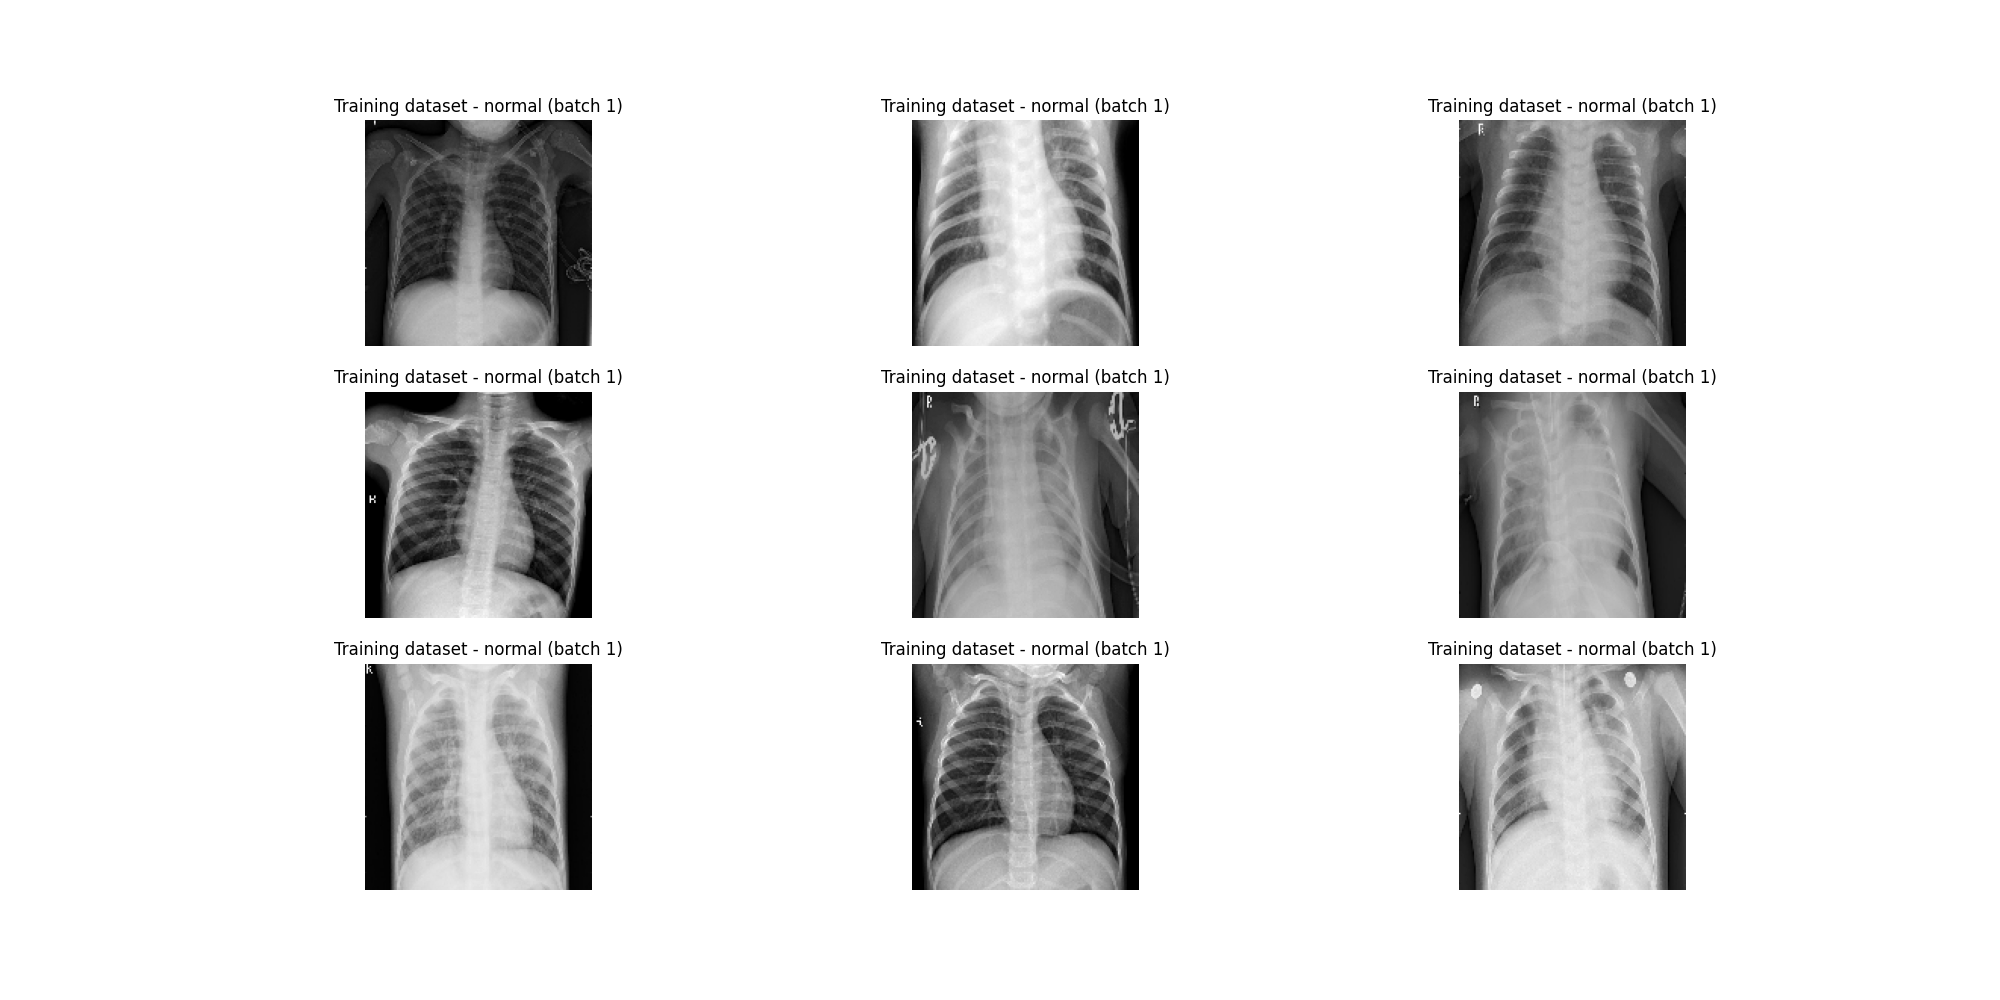 Training dataset - normal (batch 1)
Training dataset - normal (batch 1)
Training dataset - normal (batch 1)
R
Training dataset - normal (batch 1)
Training dataset - normal (batch 1)
Training dataset - normal (batch 1)
R
R
Training dataset - normal (batch 1)
Training dataset - normal (batch 1)
Training dataset - normal (batch 1)
R